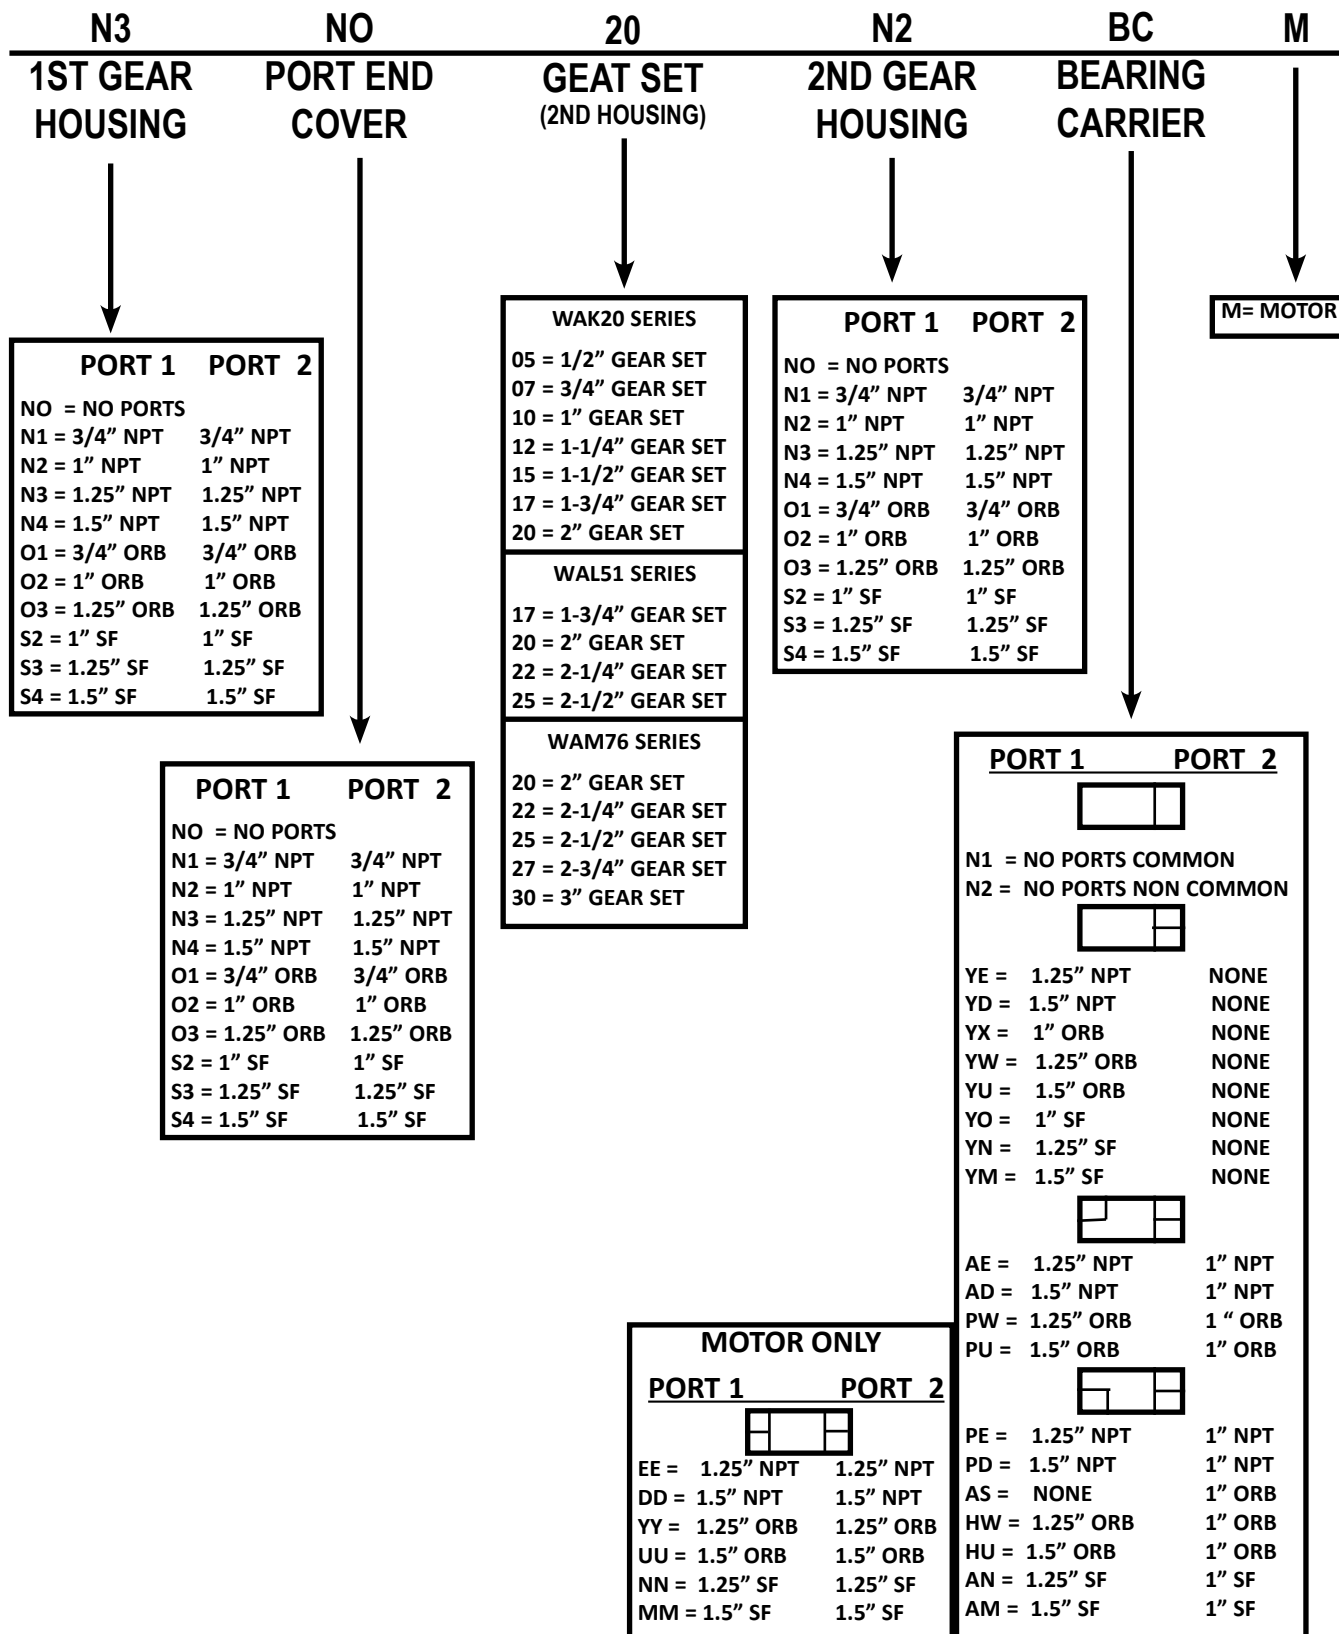 N3 NO 20 N2 BC M
1ST GEAR HOUSING
PORT END COVER
GEAT SET
(2ND HOUSING)
2ND GEAR HOUSING
BEARING CARRIER
M= MOTOR
PORT 1 PORT 2
NO = NO PORTS
N1 = 3/4” NPT 3/4” NPT
N2 = 1” NPT 1” NPT
N3 = 1.25” NPT 1.25” NPT
N4 = 1.5” NPT 1.5” NPT
O1 = 3/4” ORB 3/4” ORB
O2 = 1” ORB 1” ORB
O3 = 1.25” ORB 1.25” ORB
S2 = 1” SF 1” SF
S3 = 1.25” SF 1.25” SF
S4 = 1.5” SF 1.5” SF
PORT 1 PORT 2
NO = NO PORTS
N1 = 3/4” NPT 3/4” NPT
N2 = 1” NPT 1” NPT
N3 = 1.25” NPT 1.25” NPT
N4 = 1.5” NPT 1.5” NPT
O1 = 3/4” ORB 3/4” ORB
O2 = 1” ORB 1” ORB
O3 = 1.25” ORB 1.25” ORB
S2 = 1” SF 1” SF
S3 = 1.25” SF 1.25” SF
S4 = 1.5” SF 1.5” SF
WAK20 SERIES
05 = 1/2” GEAR SET
07 = 3/4” GEAR SET
10 = 1” GEAR SET
12 = 1-1/4” GEAR SET
15 = 1-1/2” GEAR SET
17 = 1-3/4” GEAR SET
20 = 2” GEAR SET
WAL51 SERIES
17 = 1-3/4” GEAR SET
20 = 2” GEAR SET
22 = 2-1/4” GEAR SET
25 = 2-1/2” GEAR SET
WAM76 SERIES
20 = 2” GEAR SET
22 = 2-1/4” GEAR SET
25 = 2-1/2” GEAR SET
27 = 2-3/4” GEAR SET
30 = 3” GEAR SET
PORT 1 PORT 2
NO = NO PORTS
N1 = 3/4” NPT 3/4” NPT
N2 = 1” NPT 1” NPT
N3 = 1.25” NPT 1.25” NPT
N4 = 1.5” NPT 1.5” NPT
O1 = 3/4” ORB 3/4” ORB
O2 = 1” ORB 1” ORB
O3 = 1.25” ORB 1.25” ORB
S2 = 1” SF 1” SF
S3 = 1.25” SF 1.25” SF
S4 = 1.5” SF 1.5” SF
PORT 1 PORT 2
N1 = NO PORTS COMMON
N2 = NO PORTS NON COMMON
YE = 1.25” NPT NONE
YD = 1.5” NPT NONE
YX = 1” ORB NONE
YW = 1.25” ORB NONE
YU = 1.5” ORB NONE
YO = 1” SF NONE
YN = 1.25” SF NONE
YM = 1.5” SF NONE
AE = 1.25” NPT 1” NPT
AD = 1.5” NPT 1” NPT
PW = 1.25” ORB 1 “ ORB
PU = 1.5” ORB 1” ORB
PE = 1.25” NPT 1” NPT
PD = 1.5” NPT 1” NPT
AS = NONE 1” ORB
HW = 1.25” ORB 1” ORB
HU = 1.5” ORB 1” ORB
AN = 1.25” SF 1” SF
AM = 1.5” SF 1” SF
MOTOR ONLY
PORT 1 PORT 2
EE = 1.25” NPT 1.25” NPT
DD = 1.5” NPT 1.5” NPT
YY = 1.25” ORB 1.25” ORB
UU = 1.5” ORB 1.5” ORB
NN = 1.25” SF 1.25” SF
MM = 1.5” SF 1.5” SF